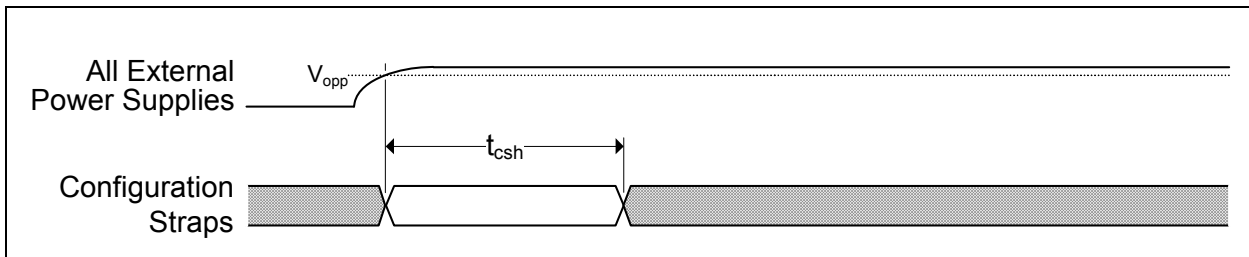 All External
Power Supplies
Vopp
tcsh
Configuration
Straps